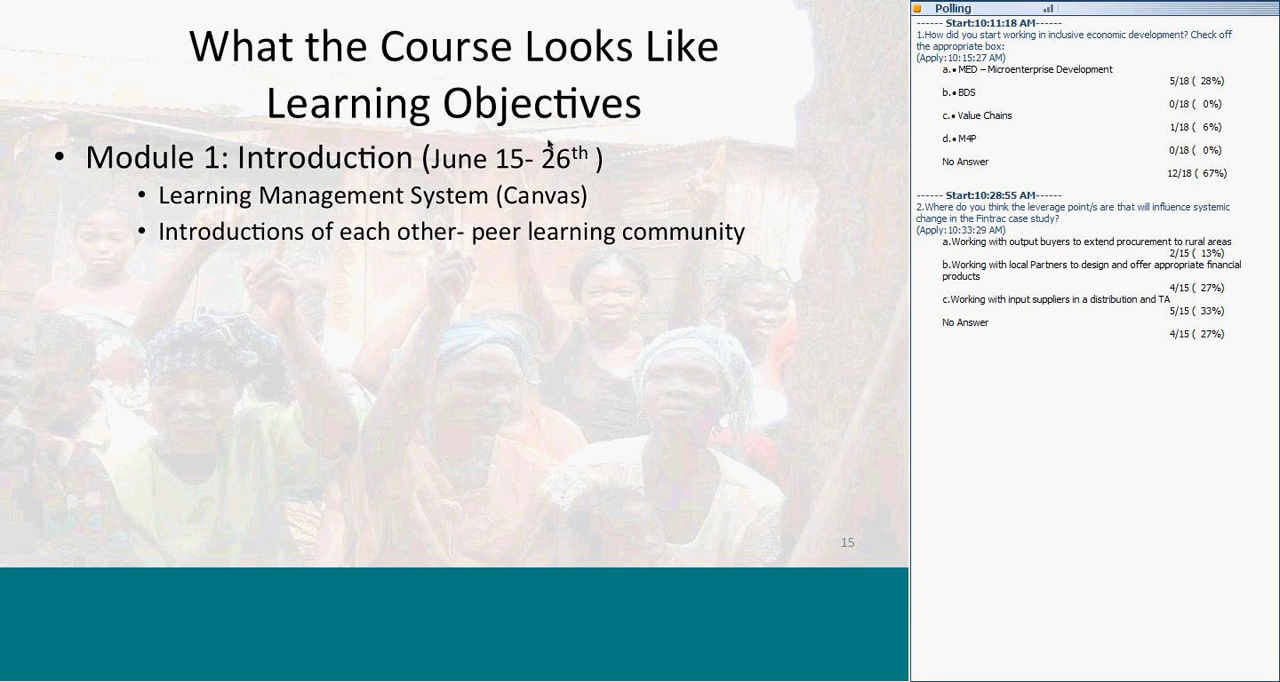 What the Course Looks Like
Learning Objectives
• Module 1: Introduction (June 15- 26th )
• Learning Management System (Canvas)
• Introductions of each other- peer learning community
15
Polling
------ Start:10:11:18 AM------
1.How did you start working in inclusive economic development? Check off
the appropriate box:
(Apply:10:15:27 AM)
a.• MED – Microenterprise Development
5/18 ( 28%)
b.• BDS
0/18 ( 0%)
c.• Value Chains
1/18 ( 6%)
d.• M4P
0/18 ( 0%)
No Answer
12/18 ( 67%)
------ Start:10:28:55 AM------
2.Where do you think the leverage point/s are that will influence systemic
change in the Fintrac case study?
(Apply:10:33:29 AM)
a.Working with output buyers to extend procurement to rural areas
2/15 ( 13%)
b.Working with local Partners to design and offer appropriate financial
products
4/15 ( 27%)
c.Working with input suppliers in a distribution and TA
5/15 ( 33%)
No Answer
4/15 ( 27%)